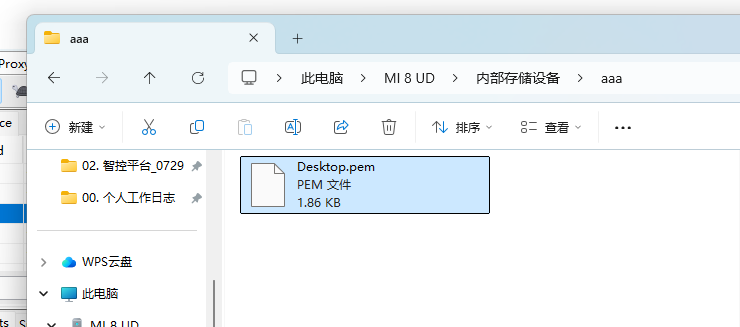 aaa
Proxy
此电脑
MI 8 UD
内部存储设备
aaa
新建
排序
查看
02. 智控平台_0729
00. 个人工作日志
Desktop.pem
PEM 文件
1.86 KB
WPS云盘
此电脑
MI 8 UD